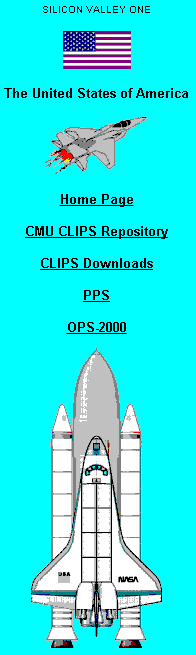 SILICON VALLEY ONE
The United States of America
Home Page
CMU CLIPS Repository
CLIPS Downloads
PPS
OPS-2000
USA
NASA